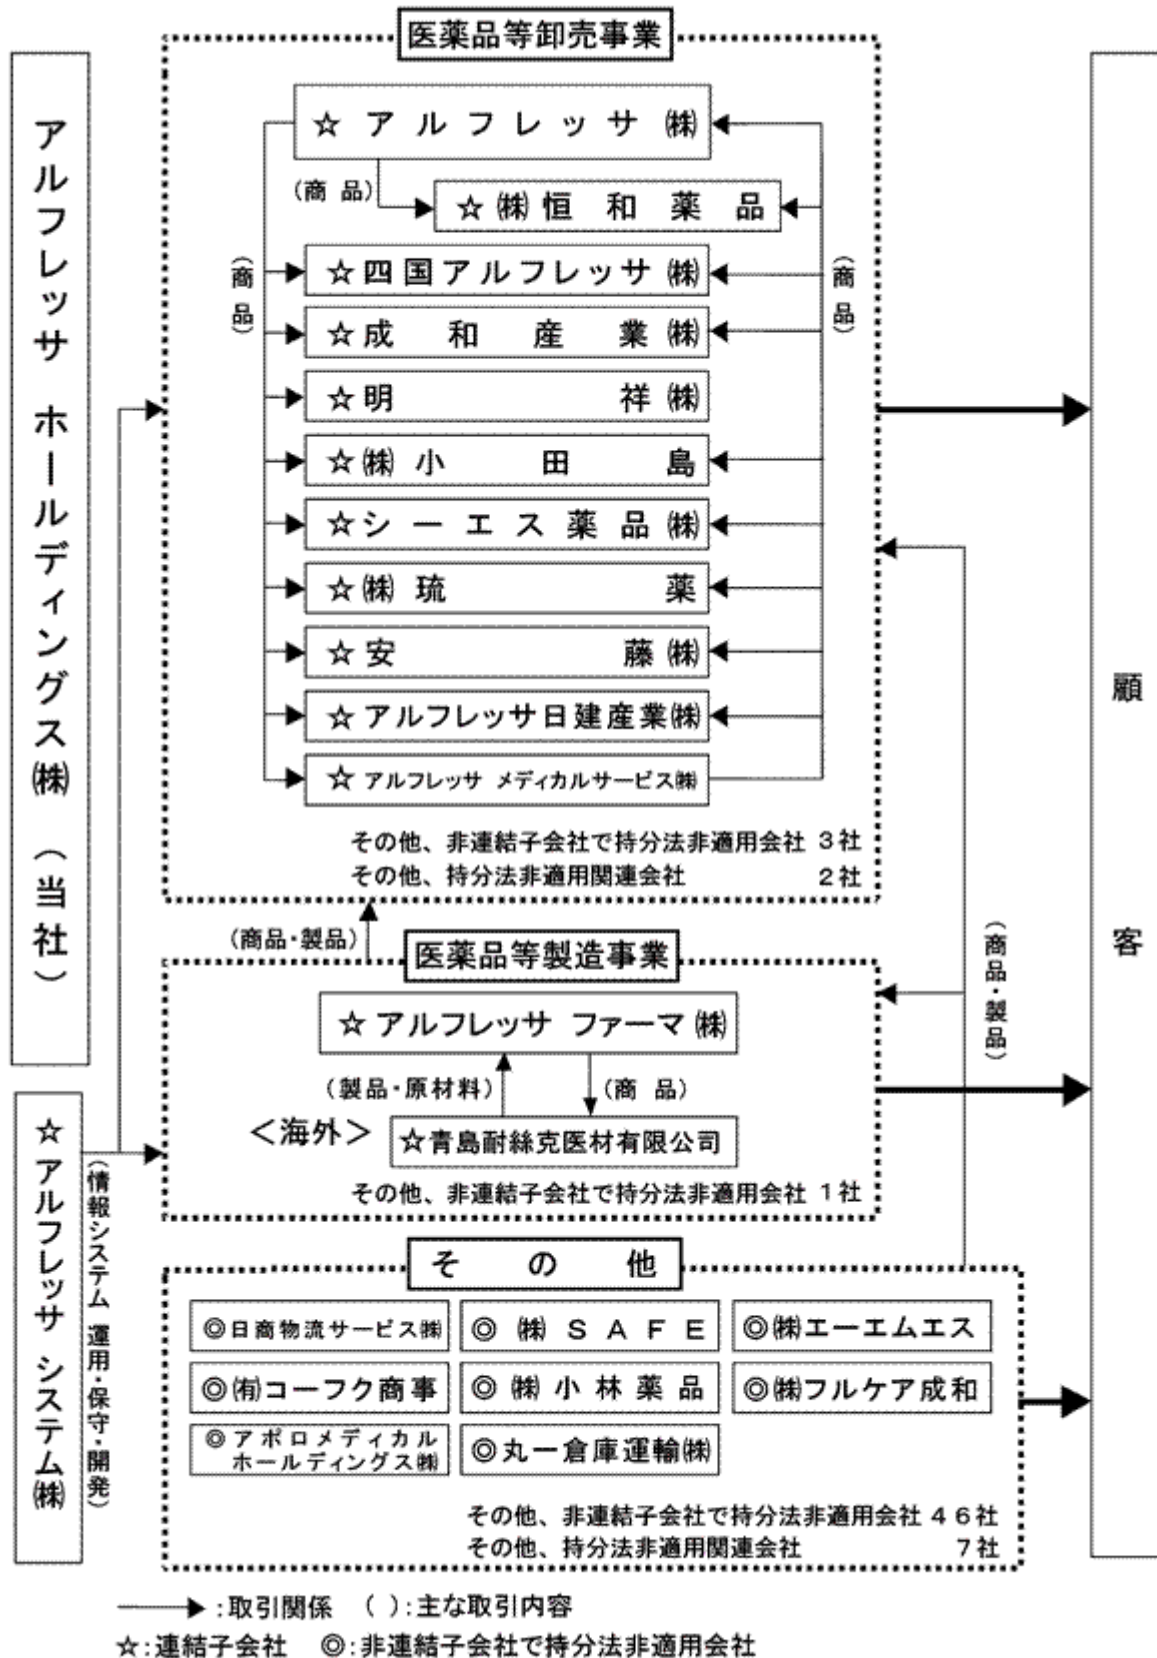 アルフレッサ ホールディングス㈱ （当社）
☆ アルフレッサ システム㈱
（情報システム 運用・保守・開発）
医薬品等卸売事業
☆ アルフレッサ ㈱
（商 品）
☆ ㈱ 恒和薬品
（商品）
（商品）
☆ 四国アルフレッサ ㈱
☆ 成和産業 ㈱
☆ 明祥 ㈱
☆ ㈱ 小田島
☆ シーエス薬品 ㈱
☆ ㈱ 琉薬
☆ 安藤 ㈱
☆ アルフレッサ日建産業㈱
☆ アルフレッサ メディカルサービス㈱
その他、非連結子会社で持分法非適用会社 3社
その他、持分法非適用関連会社 2社
（商品・製品）
医薬品等製造事業
☆ アルフレッサ ファーマ ㈱
（製品・原材料）
（商 品）
＜海外＞
☆青島耐絲克医材有限公司
その他、非連結子会社で持分法非適用会社 1社
（商品・製品）
その他
◎日商物流サービス㈱
◎ ㈱ SAFE
◎㈱エーエムエス
◎㈲コーフク商事
◎ ㈱ 小林薬品
◎㈱フルケア成和
◎アポロメディカル
ホールディングス㈱
◎丸一倉庫運輸㈱
その他、非連結子会社で持分法非適用会社 46社
その他、持分法非適用関連会社 7社
顧客
：取引関係 （ ）：主な取引内容
☆：連結子会社 ◎：非連結子会社で持分法非適用会社